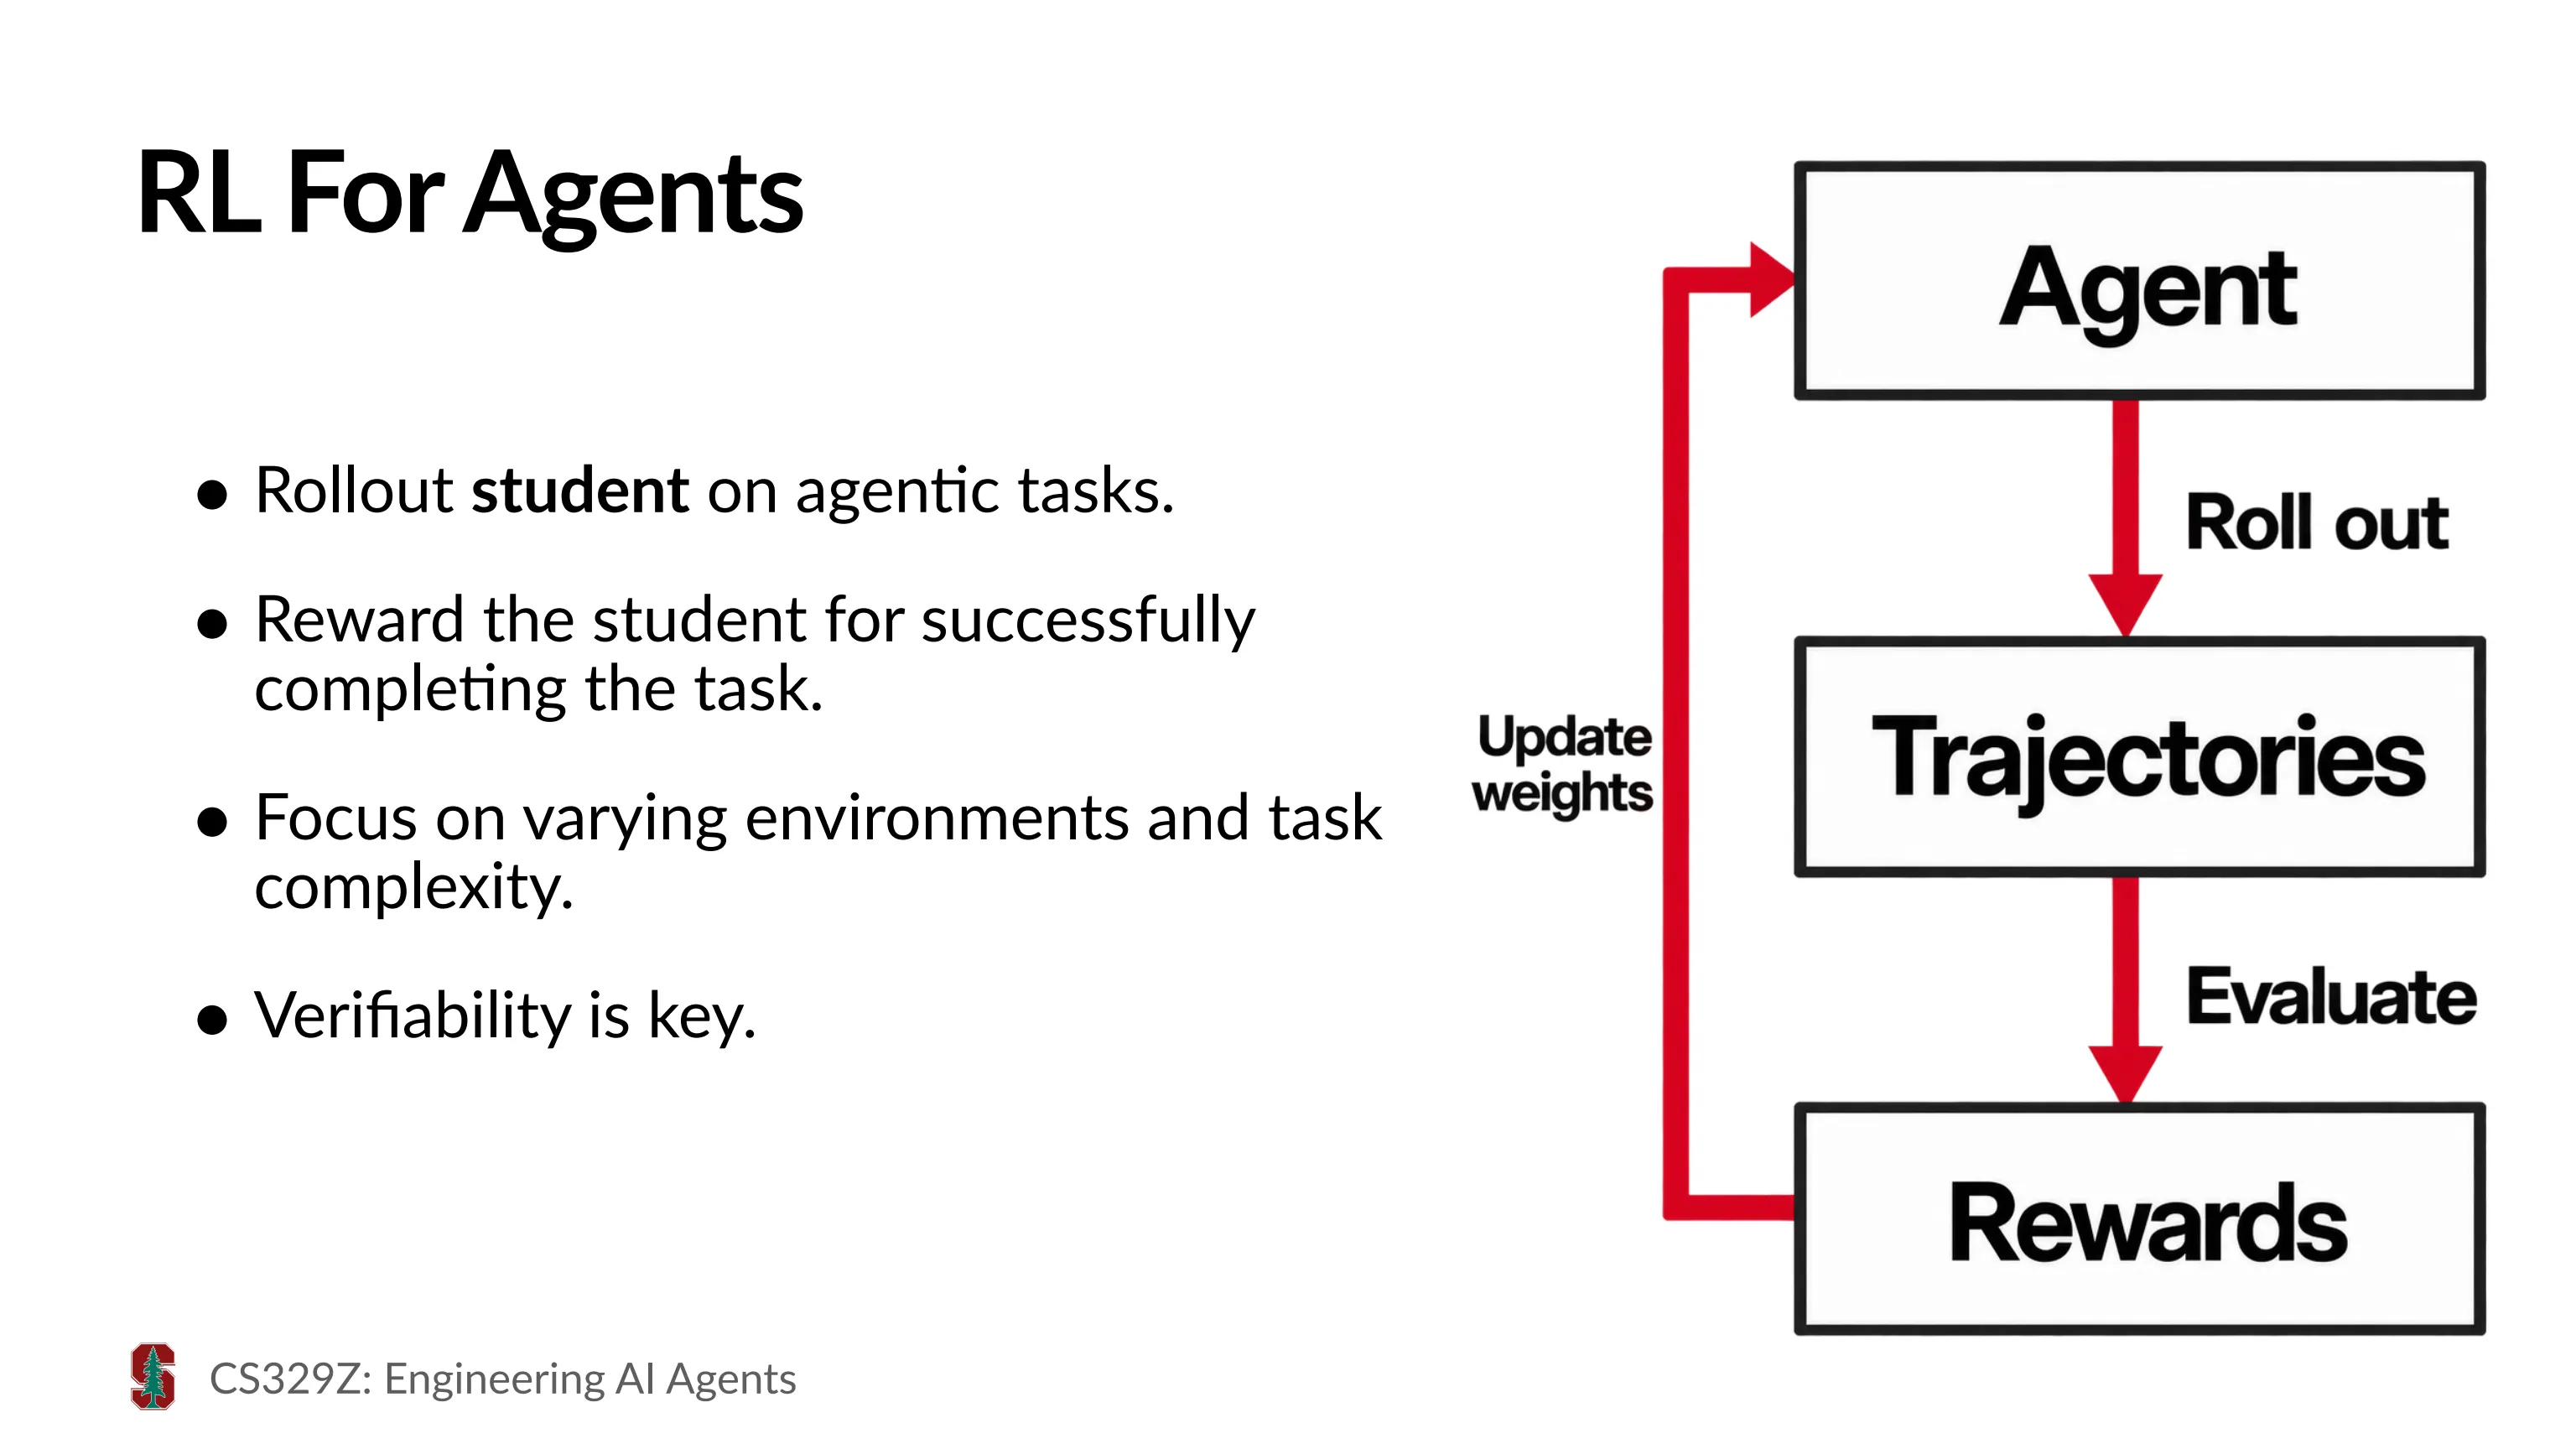 RL For Agents
● Rollout student on agentic tasks.
● Reward the student for successfully
completing the task.
● Focus on varying environments and task
complexity.
● Verifiability is key.
Agent
Roll out
Trajectories
Update
weights
Evaluate
Rewards
CS329Z: Engineering AI Agents